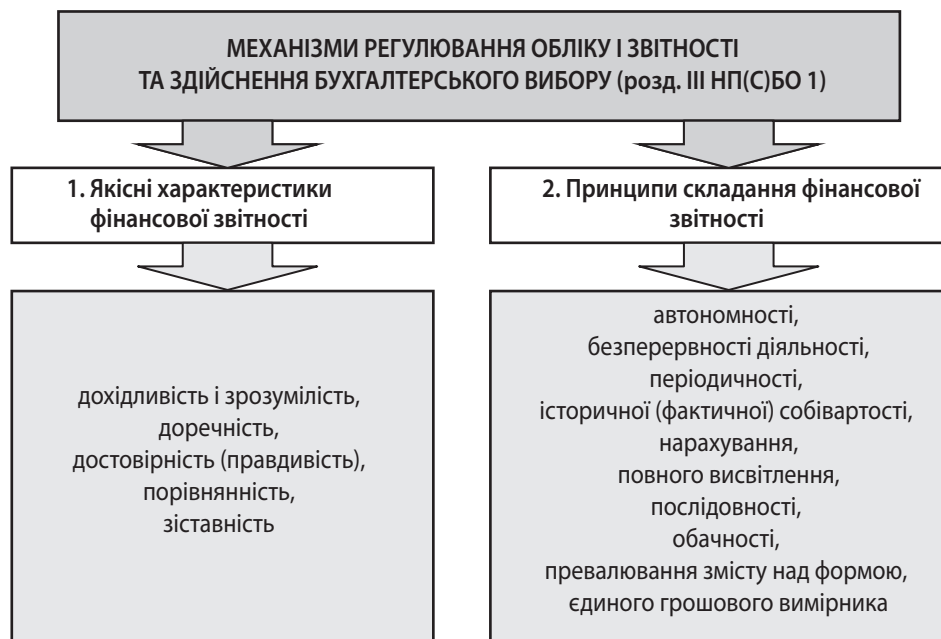 МЕХАНІЗМИ РЕГУЛЮВАННЯ ОБЛІКУ І ЗВІТНОСТІ
ТА ЗДІЙСНЕННЯ БУХГАЛТЕРСЬКОГО ВИБОРУ (розд. III НП(С)БО 1)
1. Якісні характеристики
фінансової звітності
2. Принципи складання фінансової
звітності
дохідливість і зрозумілість,
доречність,
достовірність (правдивість),
порівнянність,
зіставність
автономності,
безперервності діяльності,
періодичності,
історичної (фактичної) собівартості,
нарахування,
повного висвітлення,
послідовності,
обачності,
превалювання змісту над формою,
єдиного грошового вимірника